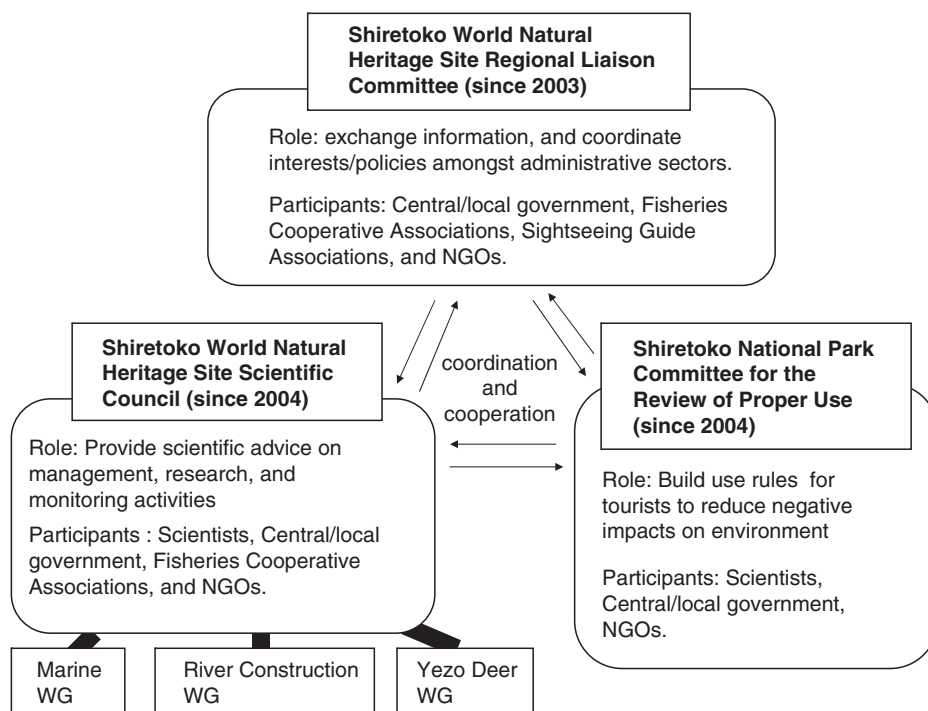 Shiretoko World Natural
Heritage Site Regional Liaison
Committee (since 2003)
Role: exchange information, and coordinate
interests/policies amongst administrative sectors.
Participants: Central/local government, Fisheries
Cooperative Associations, Sightseeing Guide
Associations, and NGOs.
Shiretoko World Natural
Heritage Site Scientific
Council (since 2004)
Role: Provide scientific advice on
management, research, and
monitoring activities
Participants : Scientists, Central/local
government, Fisheries Cooperative
Associations, and NGOs.
coordination
and
cooperation
Shiretoko National Park
Committee for the
Review of Proper Use
(since 2004)
Role: Build use rules for
tourists to reduce negative
impacts on environment
Participants: Scientists,
Central/local government,
NGOs.
Marine
WG
River Construction
WG
Yezo Deer
WG